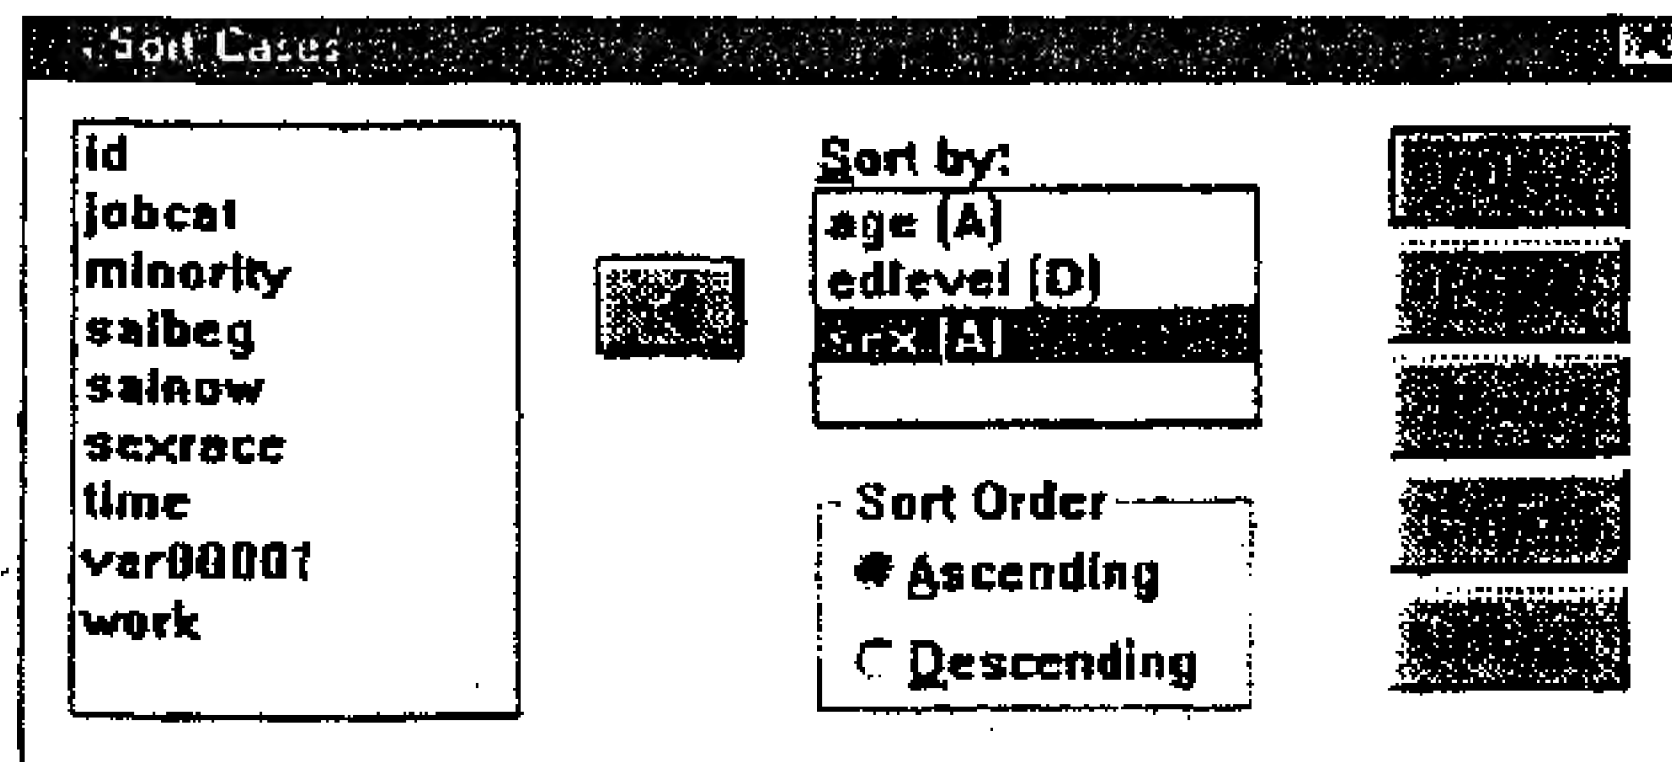 Sort Cases
id
jobcat
minority
salbeg
salnow
sexrace
time
var00001
work
Sort by:
age (A)
edlevel (D)
sex (A)
Sort Order
Ascending
Descending